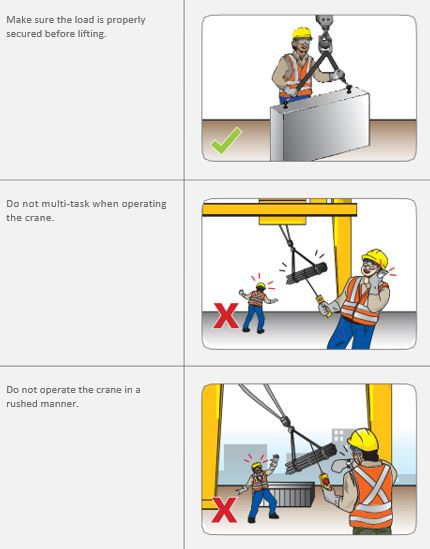 Make sure the load is properly
secured before lifting.
Do not multi-task when operating
the crane.
Do not operate the crane in a
rushed manner.